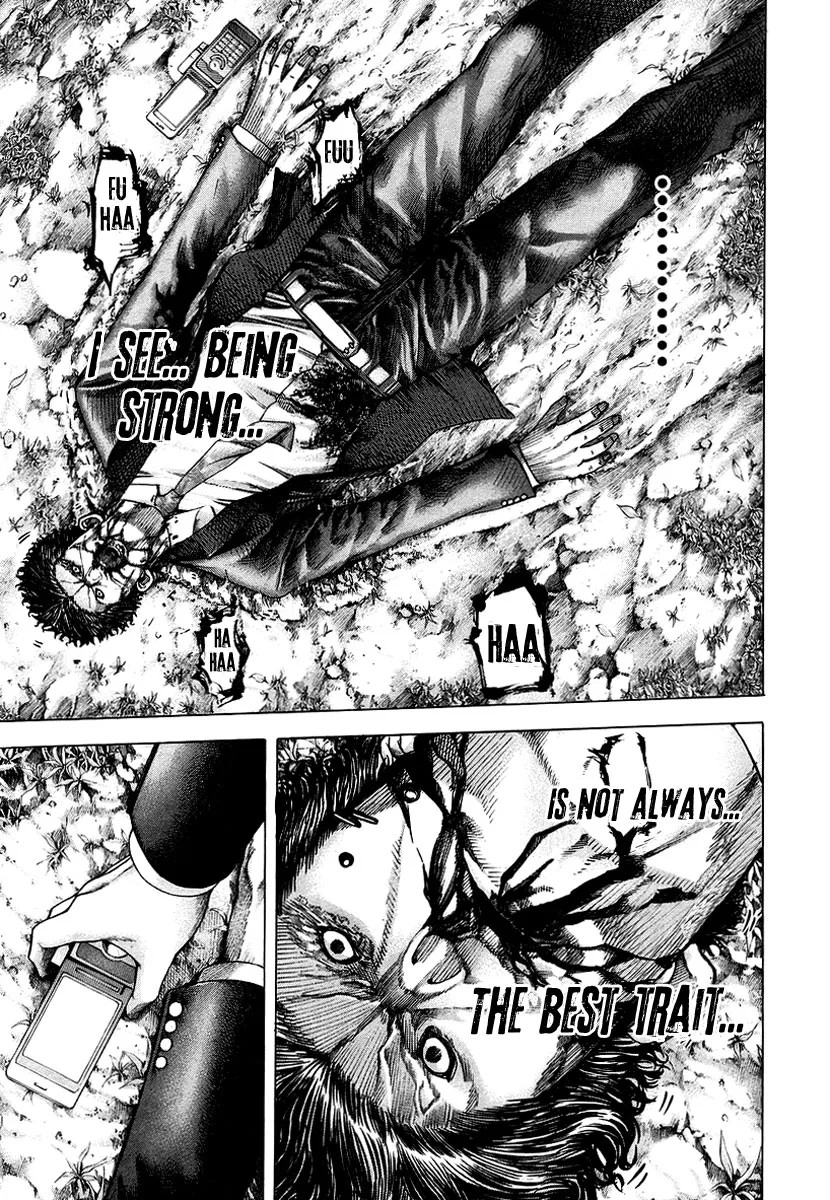 FUU
FU
HAA
..........
I SEE... BEING
STRONG...
HAA
HA
HAA
IS NOT ALWAYS...
THE BEST TRAIT...